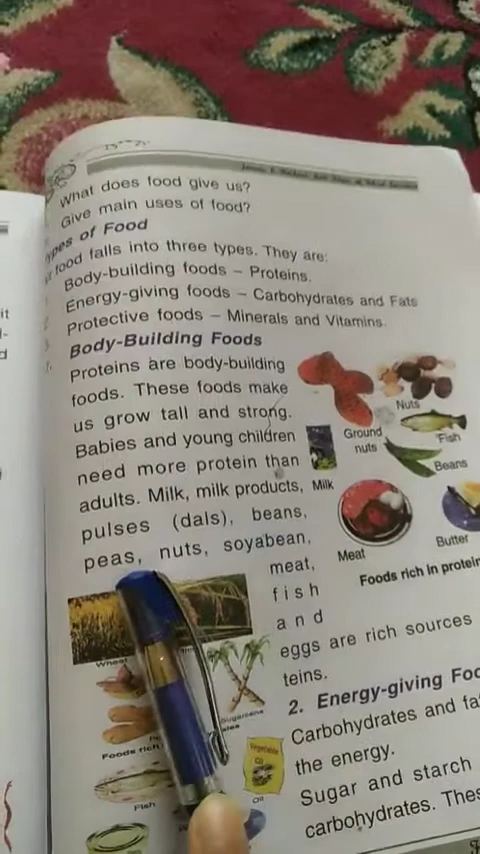 What does food give us?
Give main uses of food?
ypes of Food
food falls into three types. They are:
Body-building foods – Proteins.
Energy-giving foods – Carbohydrates and Fats
Protective foods – Minerals and Vitamins.
Body-Building Foods
Proteins are body-building
foods. These foods make
us grow tall and strong.
Babies and young children
need more protein than
adults. Milk, milk products,
pulses (dals), beans,
peas, nuts, soyabean,
meat,
fish
and
eggs are rich sources
teins.
Nuts
Ground
nuts
Fish
Beans
Milk
Meat
Butter
Foods rich in protein
Wheat
Sugarcane
Foods rich
Fish
Vegetable
Oil
Oil
2. Energy-giving Foo
Carbohydrates and fa
the energy.
Sugar and starch
carbohydrates. Thes
it
d